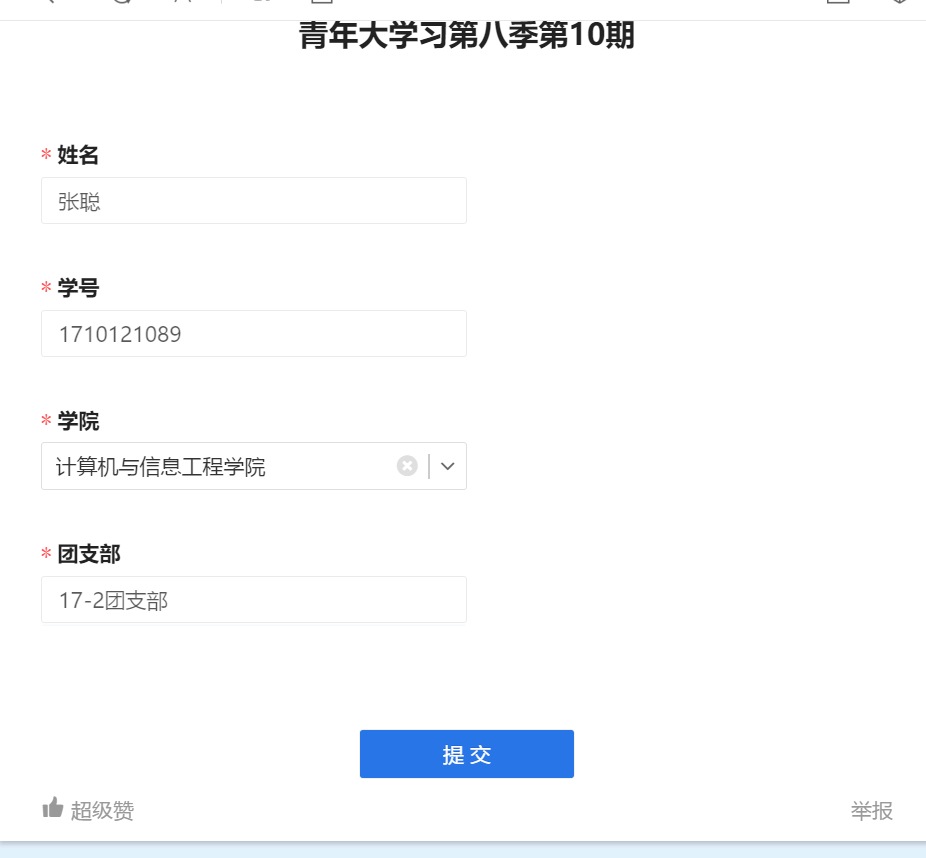 青年大学习第八季第10期
* 姓名
张聪
* 学号
1710121089
* 学院
计算机与信息工程学院
* 团支部
17-2团支部
提交
超级赞
举报